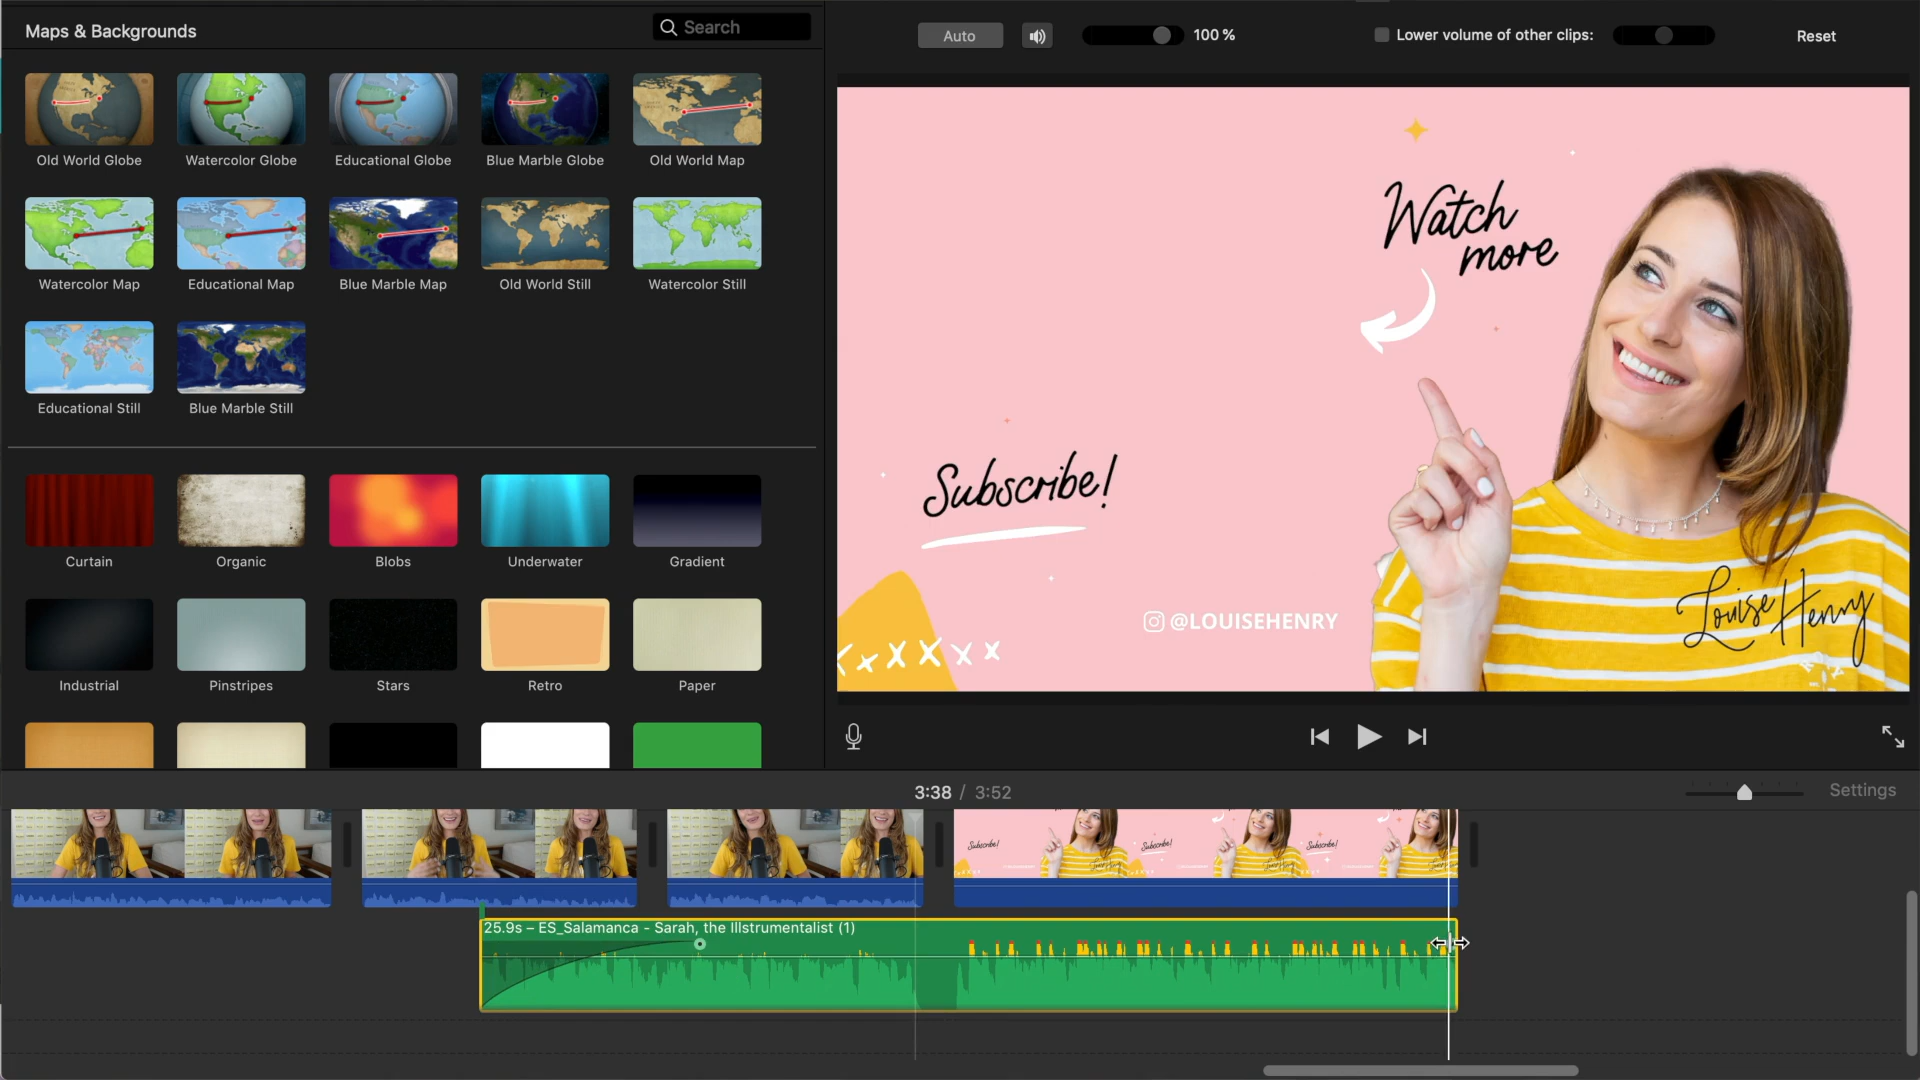 Maps & Backgrounds
Search
Auto
100 %
Lower volume of other clips:
Reset
Old World Globe
Watercolor Globe
Educational Globe
Blue Marble Globe
Old World Map
Watercolor Map
Educational Map
Blue Marble Map
Old World Still
Watercolor Still
Educational Still
Blue Marble Still
Curtain
Organic
Blobs
Underwater
Gradient
Industrial
Pinstripes
Stars
Retro
Paper
Watch
more
Subscribe!
@LOUISEHENRY
Louise Henry
3:38 / 3:52
Settings
Subscribe!
Subscribe!
Subscribe!
25.9s – ES_Salamanca - Sarah, the Illstrumentalist (1)